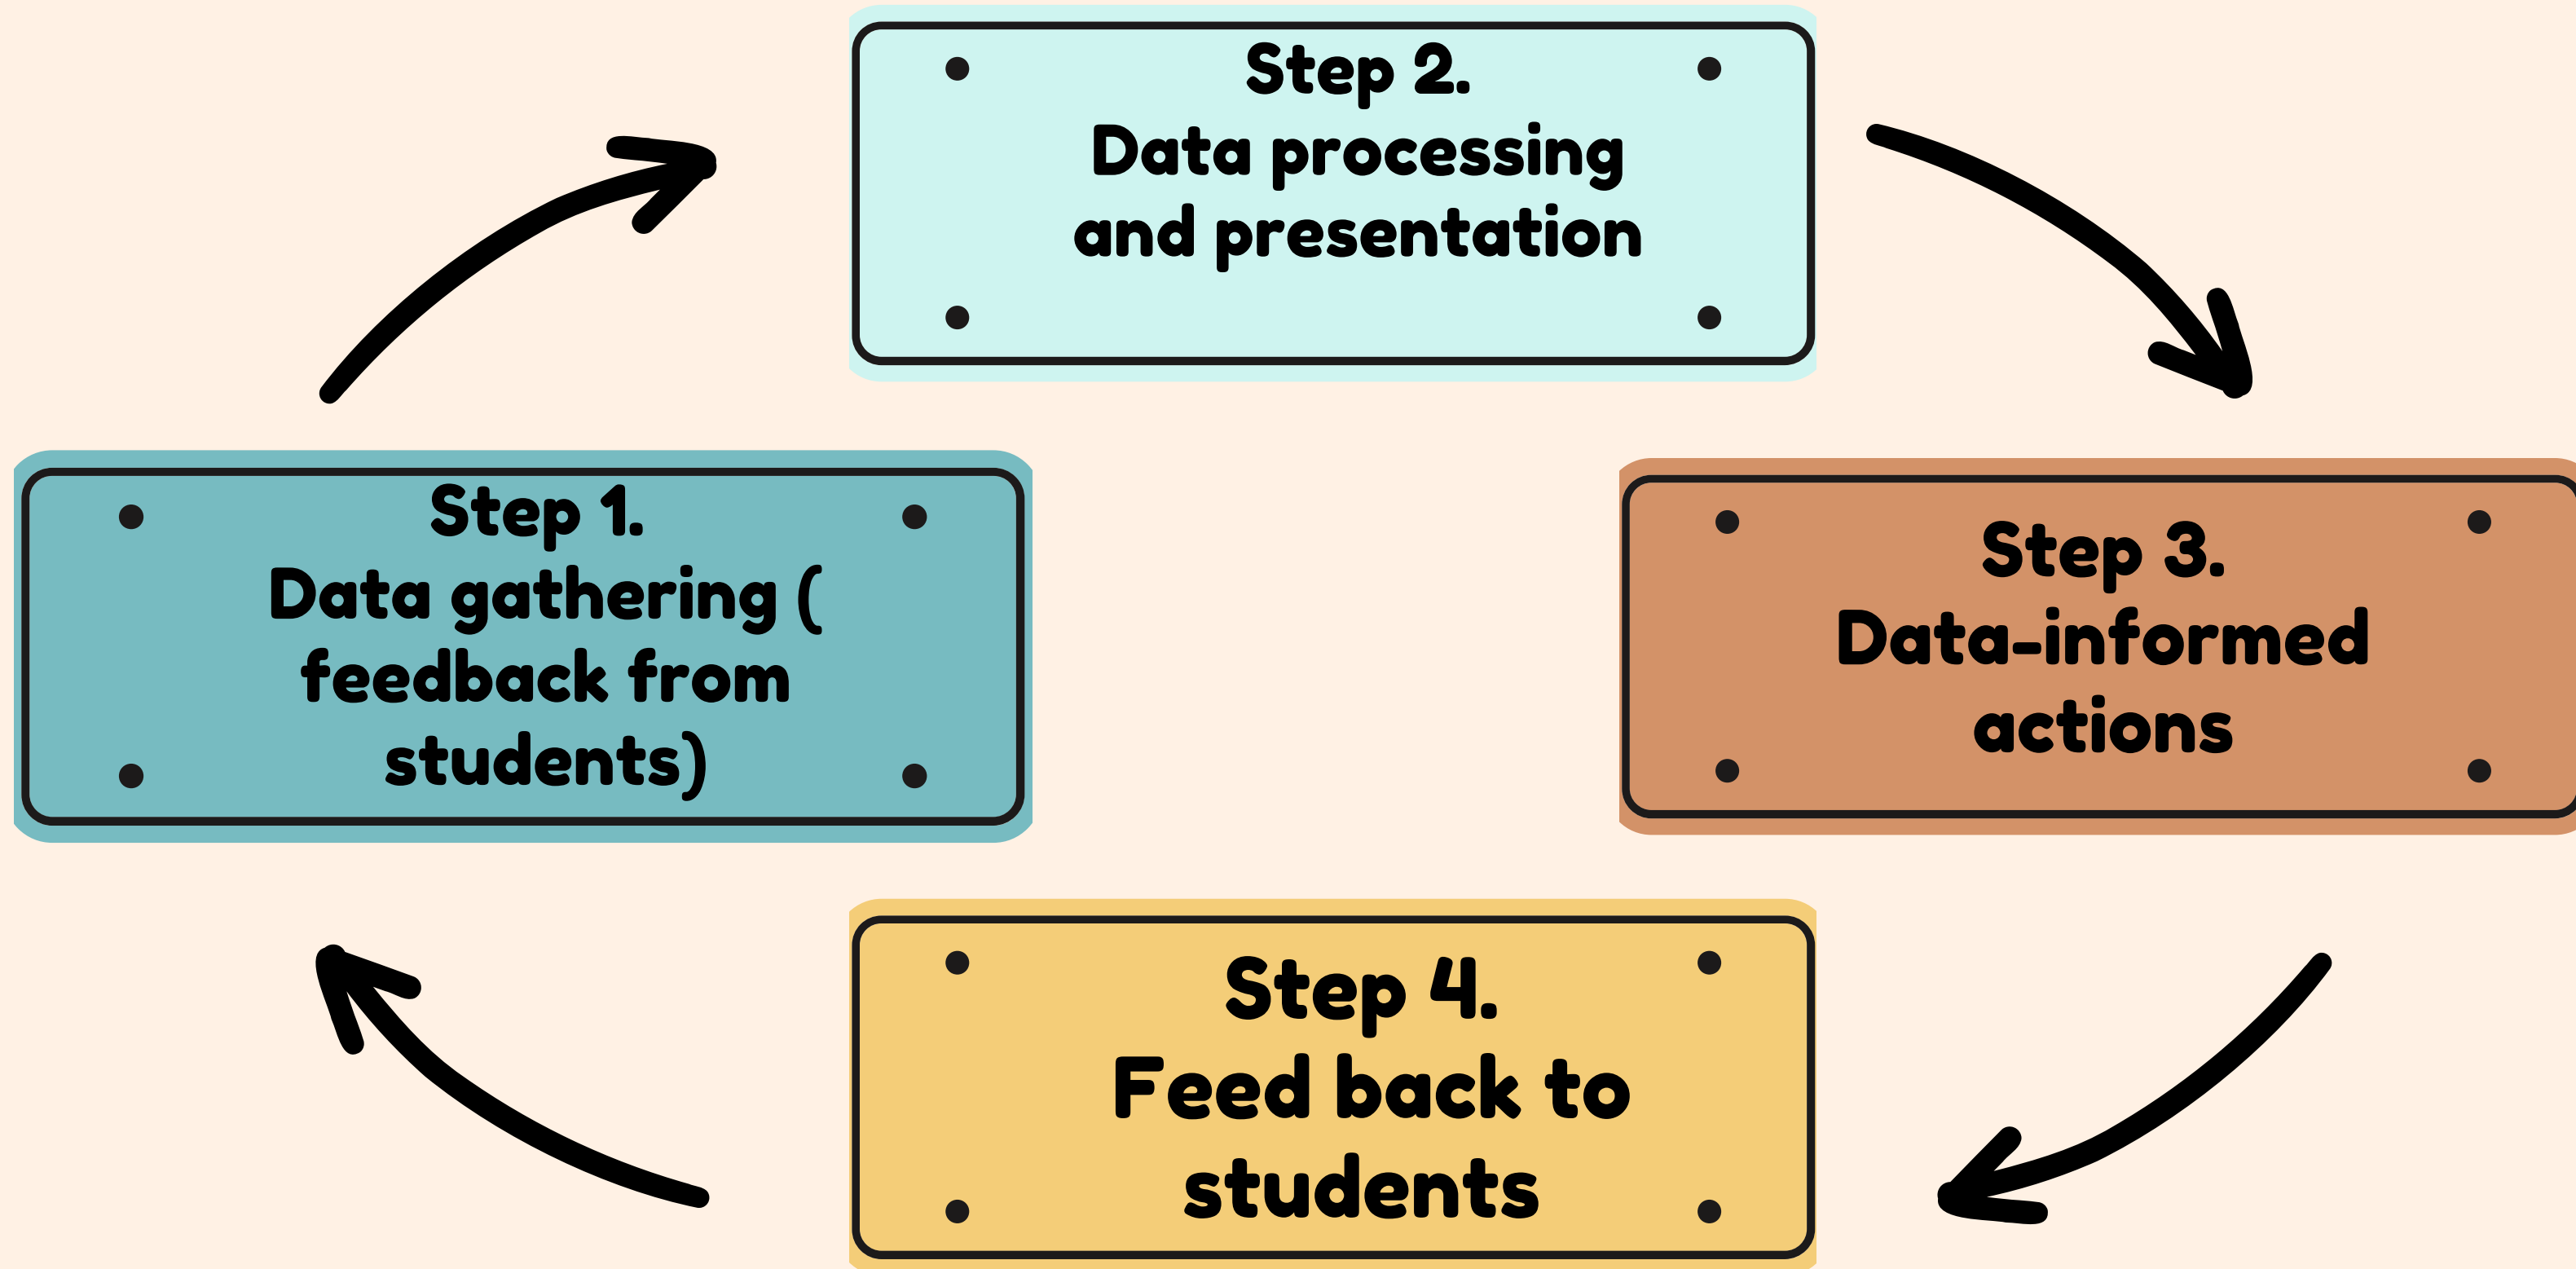 Step 1.
Data gathering (
feedback from
students)
Step 2.
Data processing
and presentation
Step 3.
Data-informed
actions
Step 4.
Feed back to
students